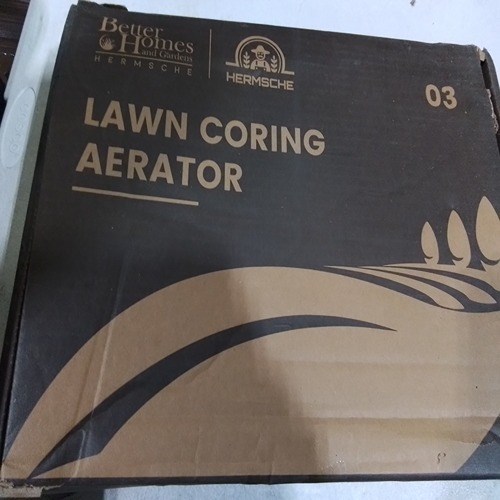 Better
Homes
and Gardens
HERMSCHE
HERMSCHE
03
LAWN CORING
AERATOR